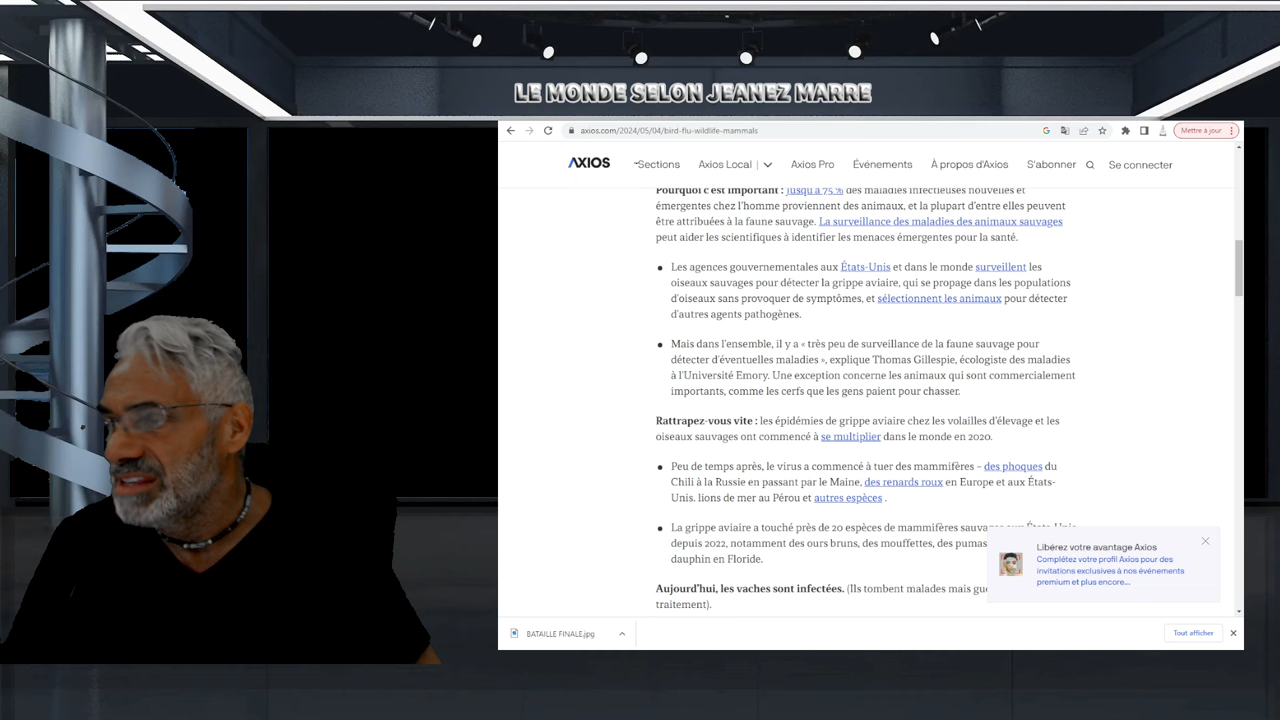 LE MONDE SELON JEANEZ MARRE
axios.com/2024/05/04/bird-flu-wildlife-mammals
Mettre à jour
AXIOS Sections Axios Local Axios Pro Événements À propos d'Axios S'abonner Se connecter
Pourquoi c'est important : Jusqu'à 75 % des maladies infectieuses nouvelles et
émergentes chez l'homme proviennent des animaux, et la plupart d'entre elles peuvent
être attribuées à la faune sauvage. La surveillance des maladies des animaux sauvages
peut aider les scientifiques à identifier les menaces émergentes pour la santé.
Les agences gouvernementales aux États-Unis et dans le monde surveillent les
oiseaux sauvages pour détecter la grippe aviaire, qui se propage dans les populations
d'oiseaux sans provoquer de symptômes, et sélectionnent les animaux pour détecter
d'autres agents pathogènes.
Mais dans l'ensemble, il y a « très peu de surveillance de la faune sauvage pour
détecter d'éventuelles maladies », explique Thomas Gillespie, écologiste des maladies
à l'Université Emory. Une exception concerne les animaux qui sont commercialement
importants, comme les cerfs que les gens paient pour chasser.
Rattrapez-vous vite : les épidémies de grippe aviaire chez les volailles d'élevage et les
oiseaux sauvages ont commencé à se multiplier dans le monde en 2020.
Peu de temps après, le virus a commencé à tuer des mammifères – des phoques du
Chili à la Russie en passant par le Maine, des renards roux en Europe et aux États-
Unis. lions de mer au Pérou et autres espèces .
La grippe aviaire a touché près de 20 espèces de mammifères sauvages aux États-Unis
depuis 2022, notamment des ours bruns, des mouffettes, des pumas
dauphin en Floride.
Aujourd'hui, les vaches sont infectées. (Ils tombent malades mais
traitement).
Libérez votre avantage Axios
Complétez votre profil Axios pour des
invitations exclusives à nos événements
premium et plus encore...
BATAILLE FINALE.jpg
Tout afficher